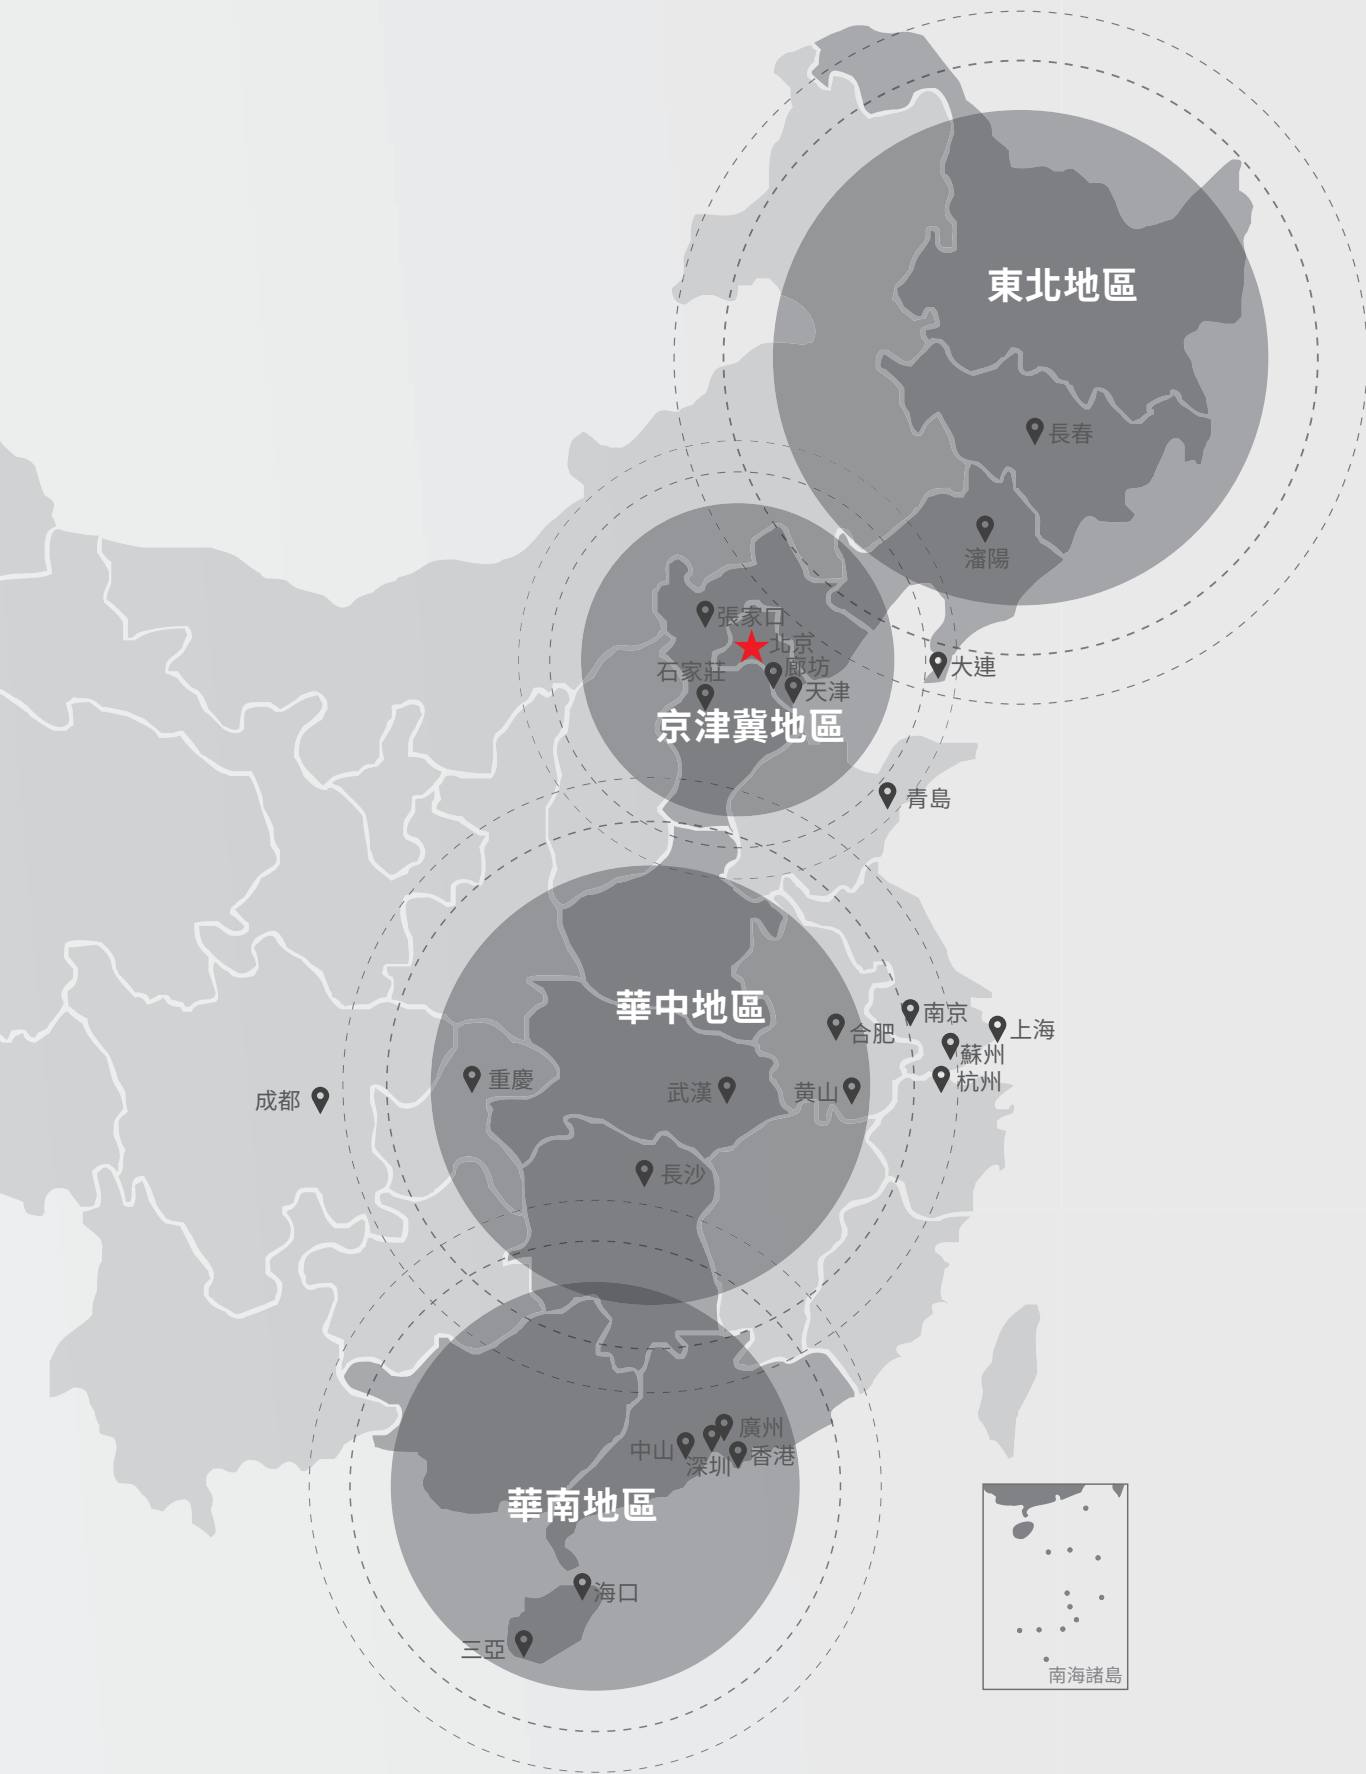 東北地區
長春
瀋陽
張家口
北京
廊坊
石家莊
大連
天津
京津冀地區
青島
華中地區
南京
合肥
上海
蘇州
重慶
杭州
武漢
黄山
成都
長沙
廣州
中山
香港
深圳
華南地區
海口
三亞
南海諸島